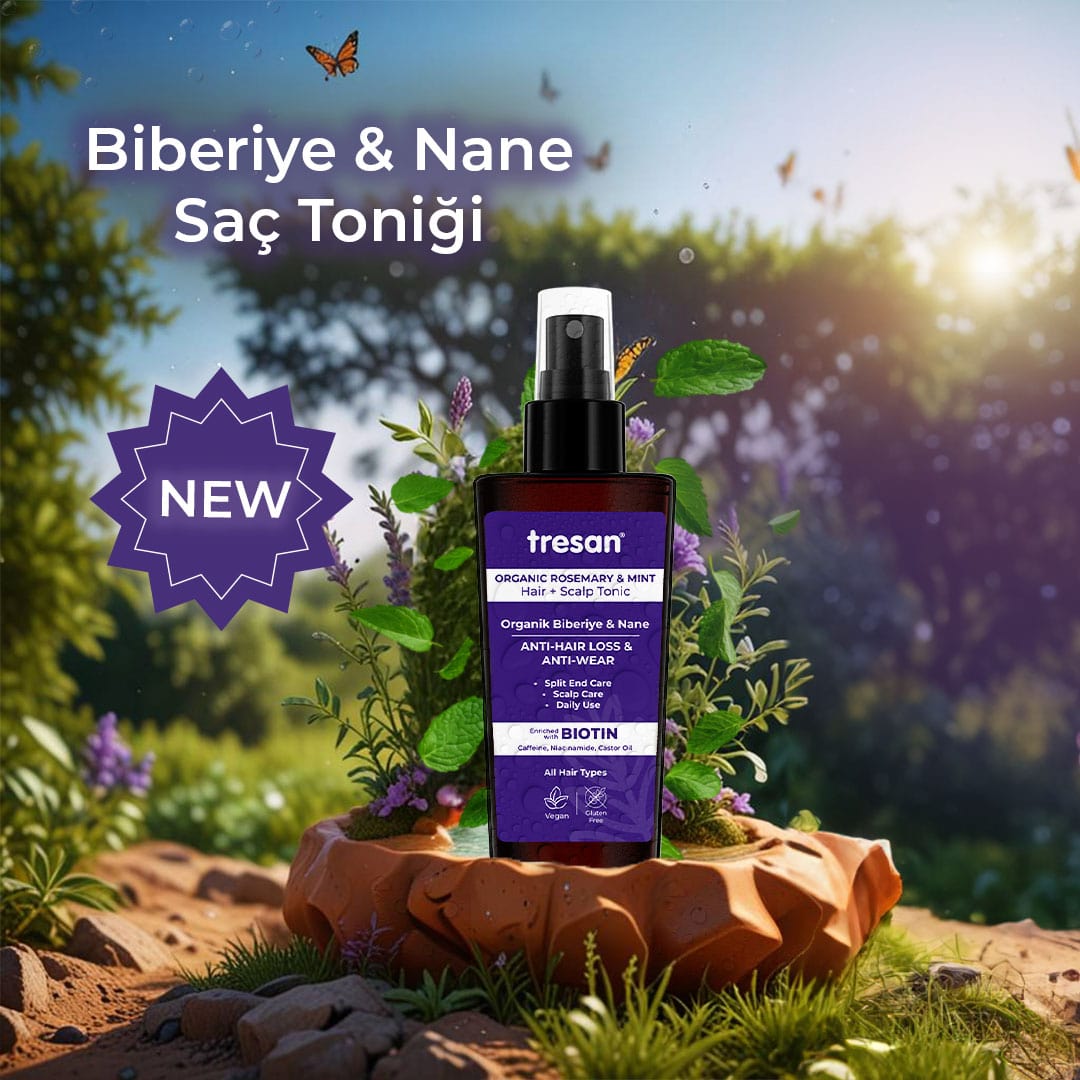 Biberiye & Nane
Saç Toniği
NEW
tresan®
ORGANIC ROSEMARY & MINT
Hair + Scalp Tonic
Organik Biberiye & Nane
ANTI-HAIR LOSS &
ANTI-WEAR
• Split End Care
• Scalp Care
• Daily Use
Enriched with BIOTIN
Caffeine, Niacinamide, Castor Oil
All Hair Types
Vegan
Gluten Free